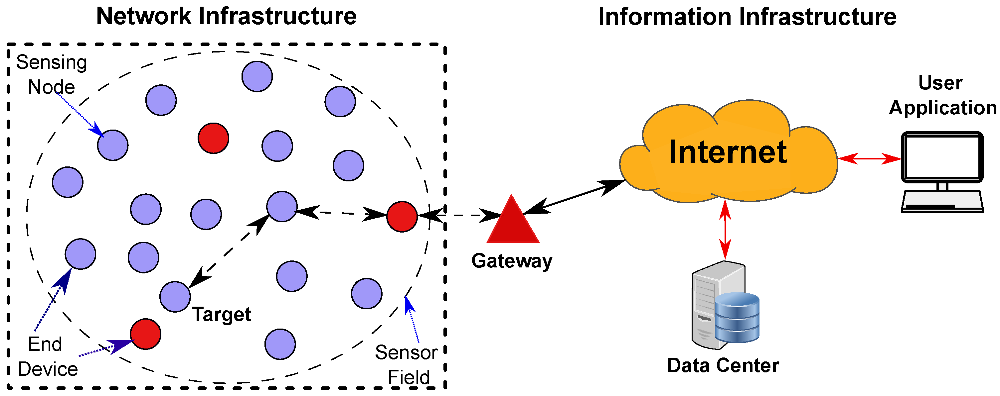 Network Infrastructure
Information Infrastructure
Sensing
Node
User
Application
Internet
Gateway
Target
End
Device
Sensor
Field
Data Center